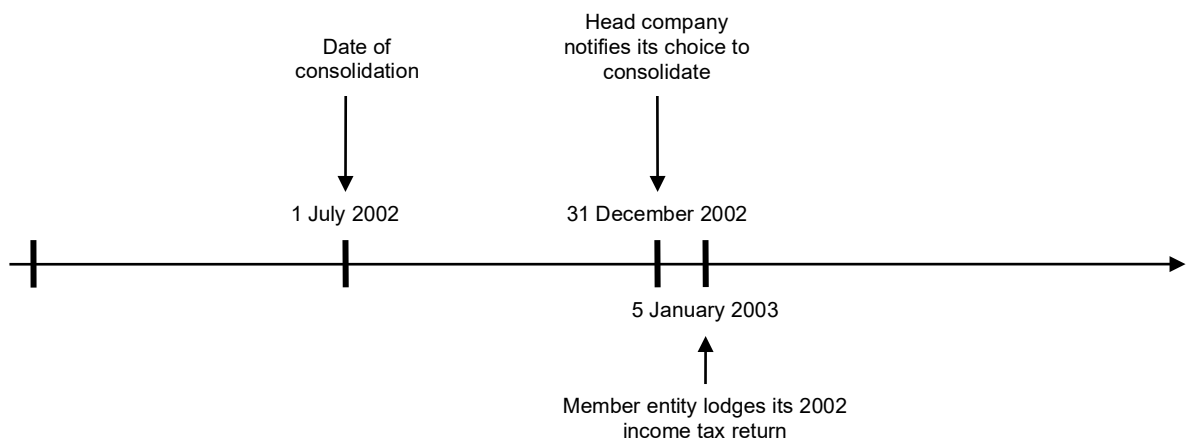 Date of
consolidation
Head company
notifies its choice to
consolidate
1 July 2002
31 December 2002
5 January 2003
Member entity lodges its 2002
income tax return